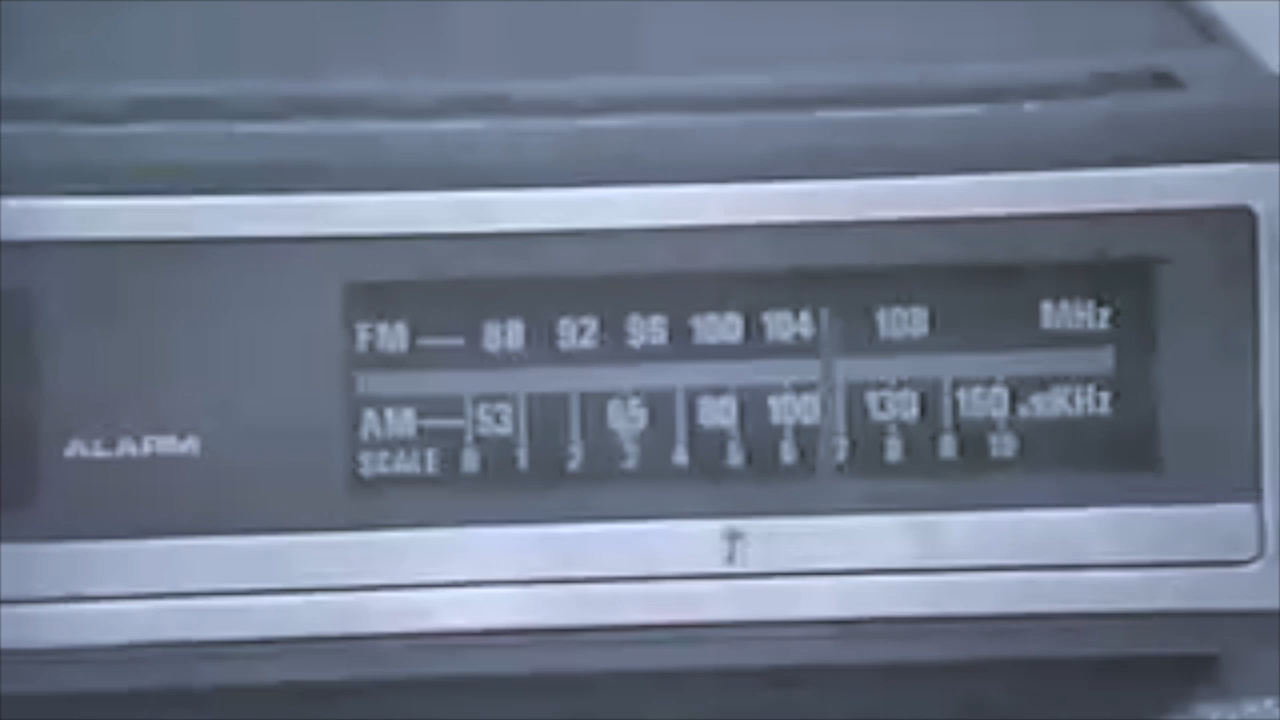 FM — 88 92 96 100 104 108 MHz
AM — 53 65 80 100 130 160 x10KHz
SCALE 0 1 2 3 4 5 6 7 8 9 10
ALARM